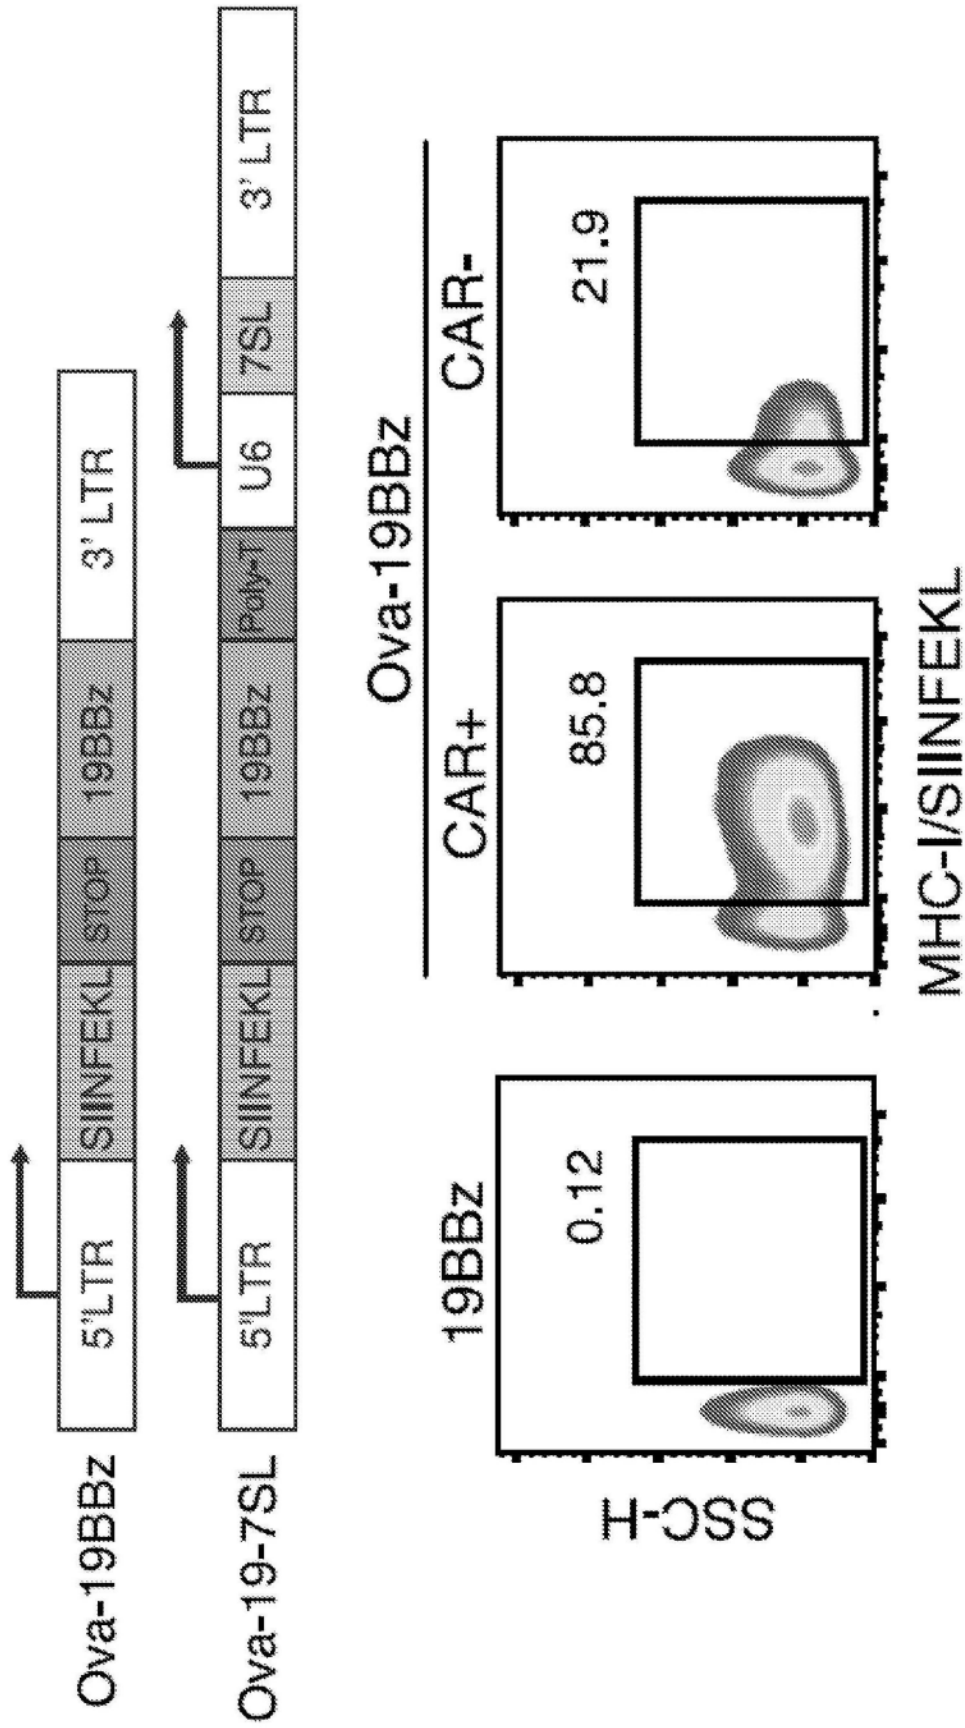 Ova-19BBz
5'LTR SIINFEKL STOP 19BBz 3' LTR
Ova-19-7SL
5'LTR SIINFEKL STOP 19BBz Poly-T U6 7SL 3' LTR
Ova-19BBz
19BBz CAR+ CAR-
0.12 85.8 21.9
SSC-H
MHC-I/SIINFEKL